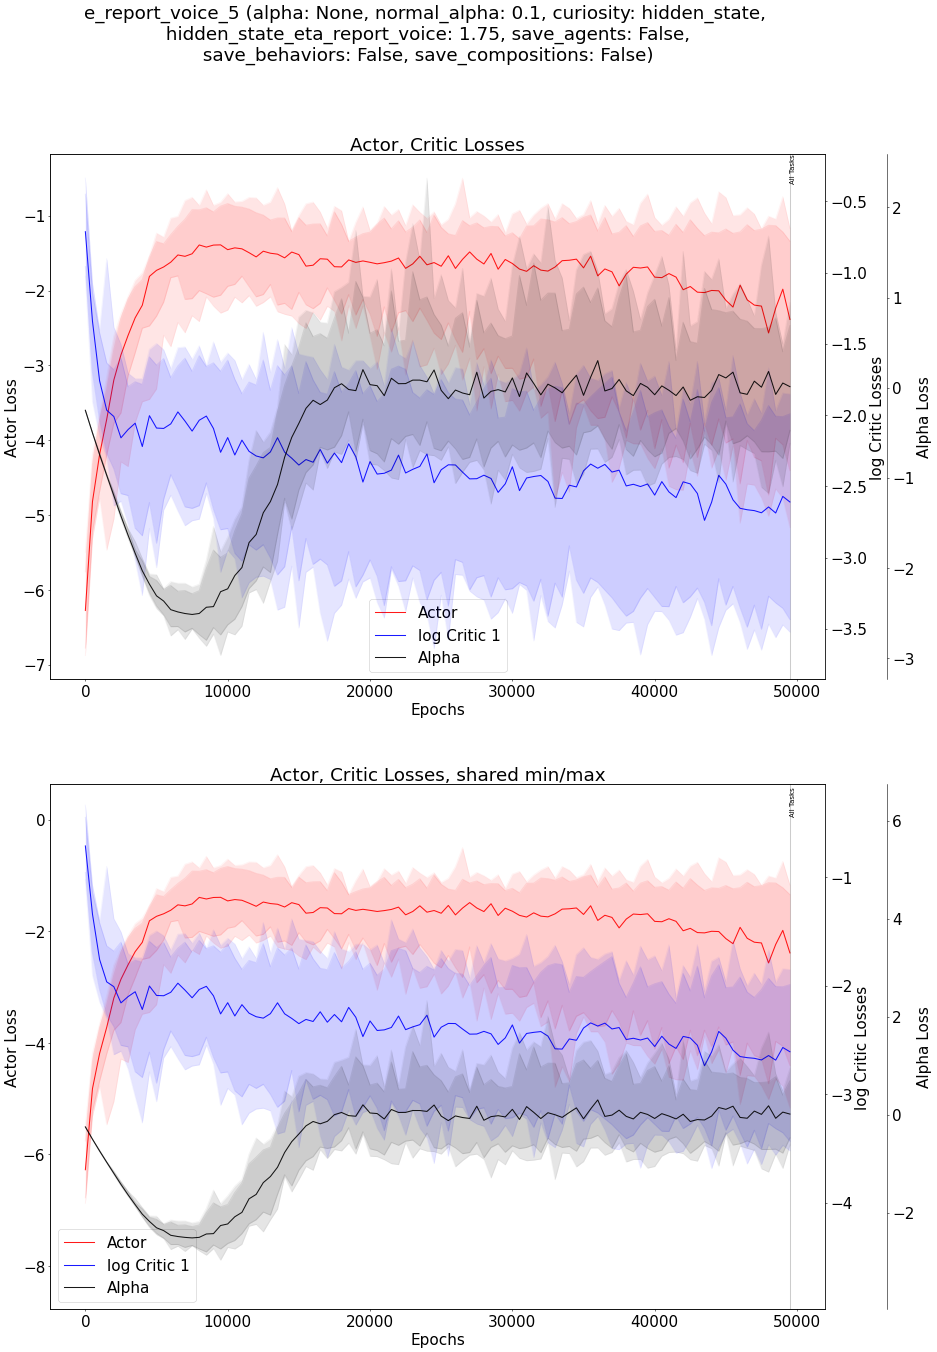 e_report_voice_5 (alpha: None, normal_alpha: 0.1, curiosity: hidden_state,
hidden_state_eta_report_voice: 1.75, save_agents: False,
save_behaviors: False, save_compositions: False)
Actor, Critic Losses
All Tasks
−1
−2
−3
−4
−5
−6
−7
Actor Loss
−0.5
−1.0
−1.5
−2.0
−2.5
−3.0
−3.5
log Critic Losses
2
1
0
−1
−2
−3
Alpha Loss
Actor
log Critic 1
Alpha
0 10000 20000 30000 40000 50000
Epochs
Actor, Critic Losses, shared min/max
All Tasks
0
−2
−4
−6
−8
Actor Loss
−1
−2
−3
−4
log Critic Losses
6
4
2
0
−2
Alpha Loss
Actor
log Critic 1
Alpha
0 10000 20000 30000 40000 50000
Epochs